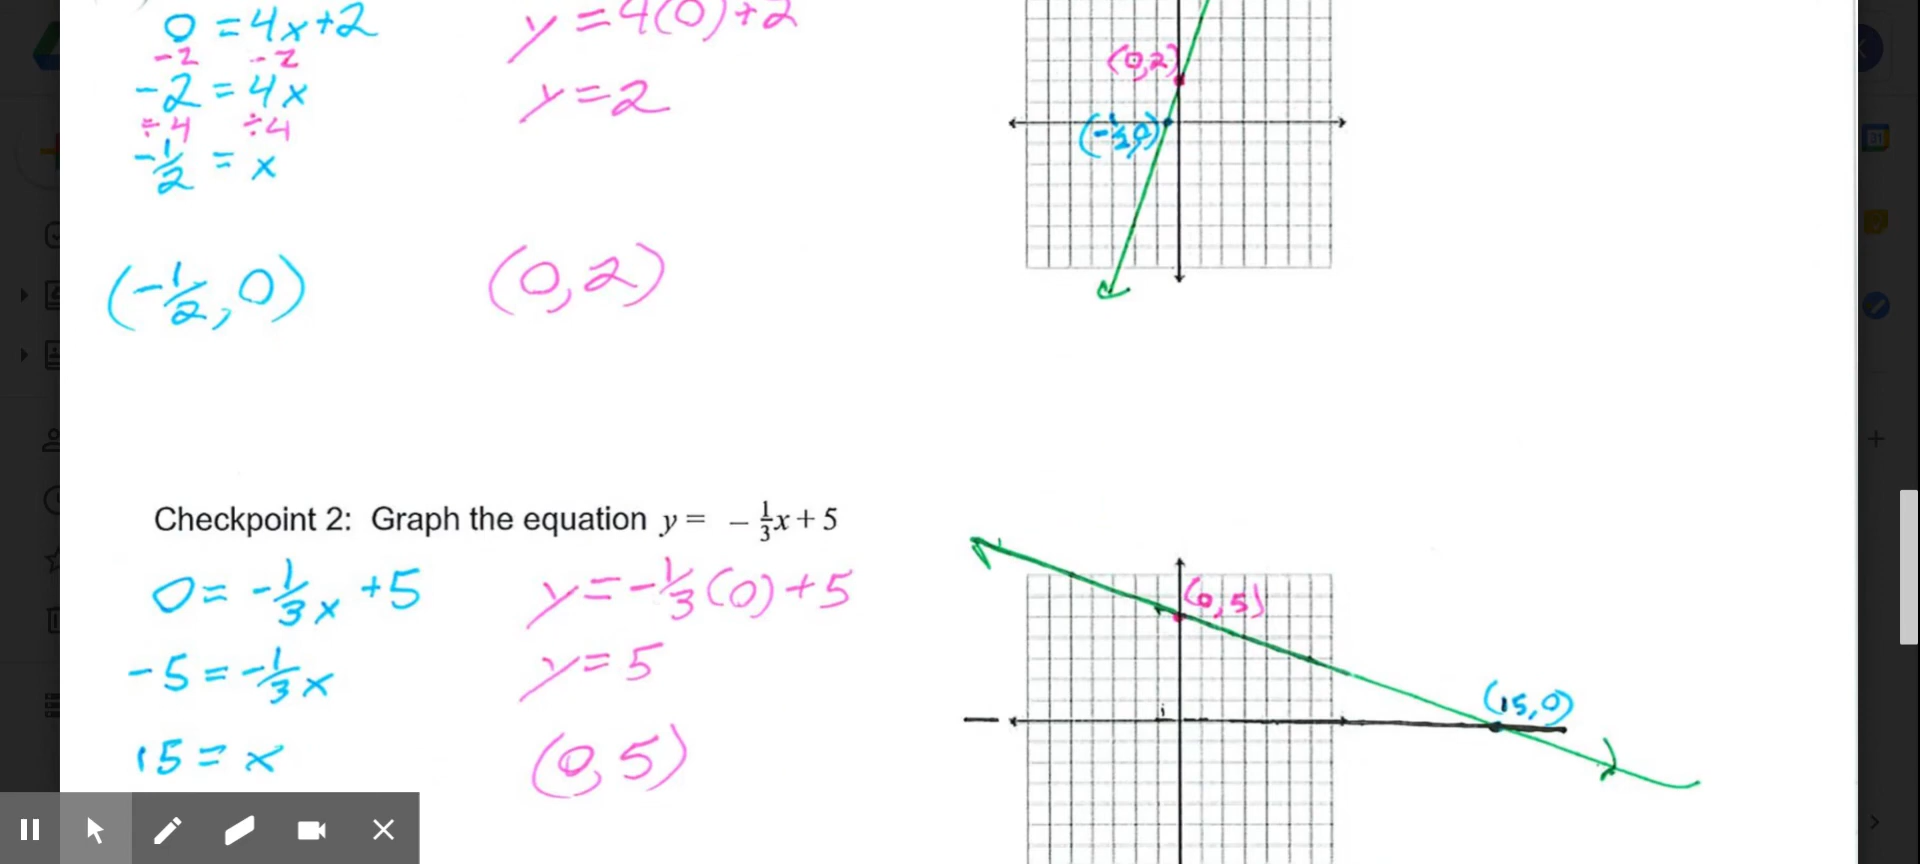 0 = 4x+2
-2 -2
-2 = 4x
÷4 ÷4
-1/2 = x
(-1/2, 0)
y = 4(0)+2
y = 2
(0,2)
(0,2)
(-1/2,0)
Checkpoint 2: Graph the equation y = - 1/3x + 5
0 = -1/3x +5
-5 = -1/3x
15 = x
y = -1/3(0)+5
y = 5
(0,5)
(0,5)
(15,0)
31